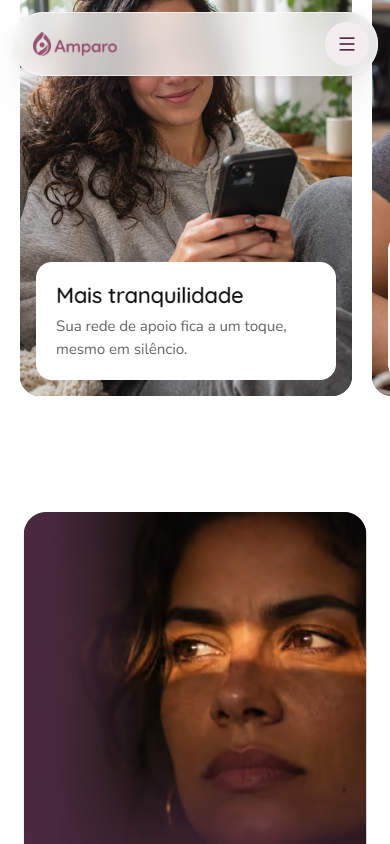 Amparo
Mais tranquilidade
Sua rede de apoio fica a um toque,
mesmo em silêncio.